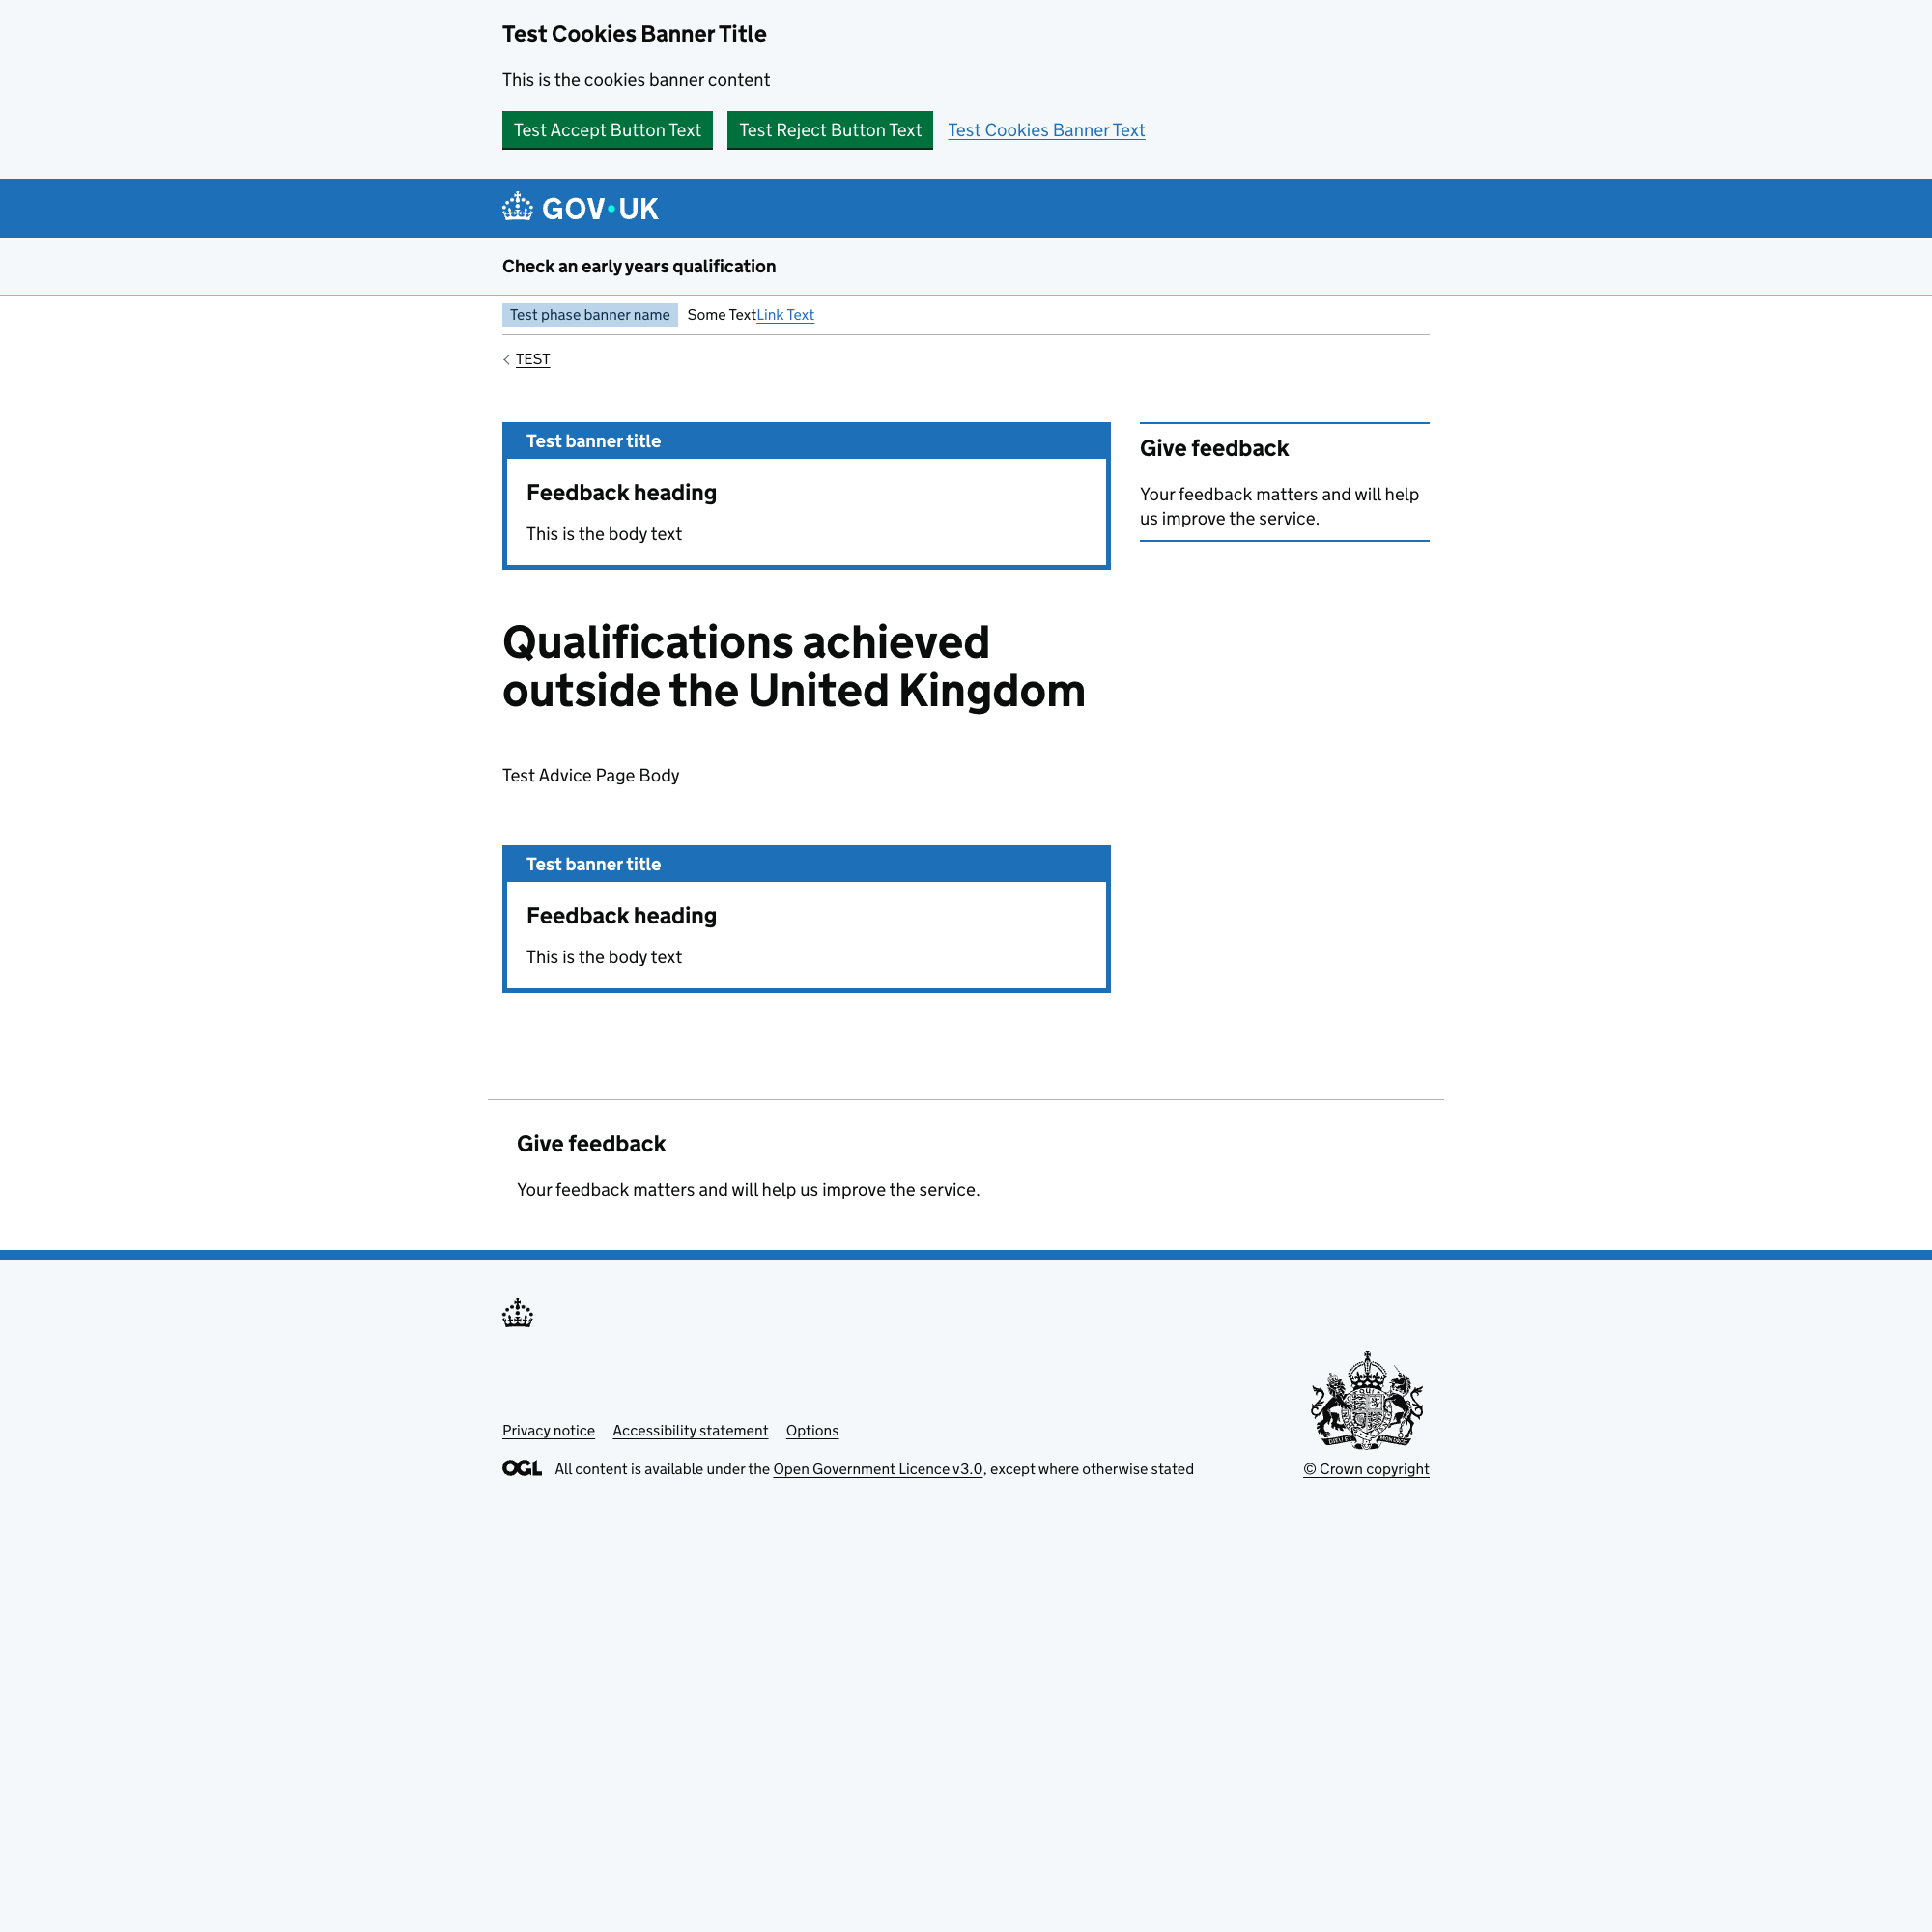 Test Cookies Banner Title
This is the cookies banner content
Test Accept Button Text
Test Reject Button Text
Test Cookies Banner Text
GOV·UK
Check an early years qualification
Test phase banner name
Some TextLink Text
TEST
Test banner title
Feedback heading
This is the body text
Give feedback
Your feedback matters and will help
us improve the service.
Qualifications achieved
outside the United Kingdom
Test Advice Page Body
Test banner title
Feedback heading
This is the body text
Give feedback
Your feedback matters and will help us improve the service.
Privacy notice
Accessibility statement
Options
OGL
All content is available under the Open Government Licence v3.0, except where otherwise stated
© Crown copyright